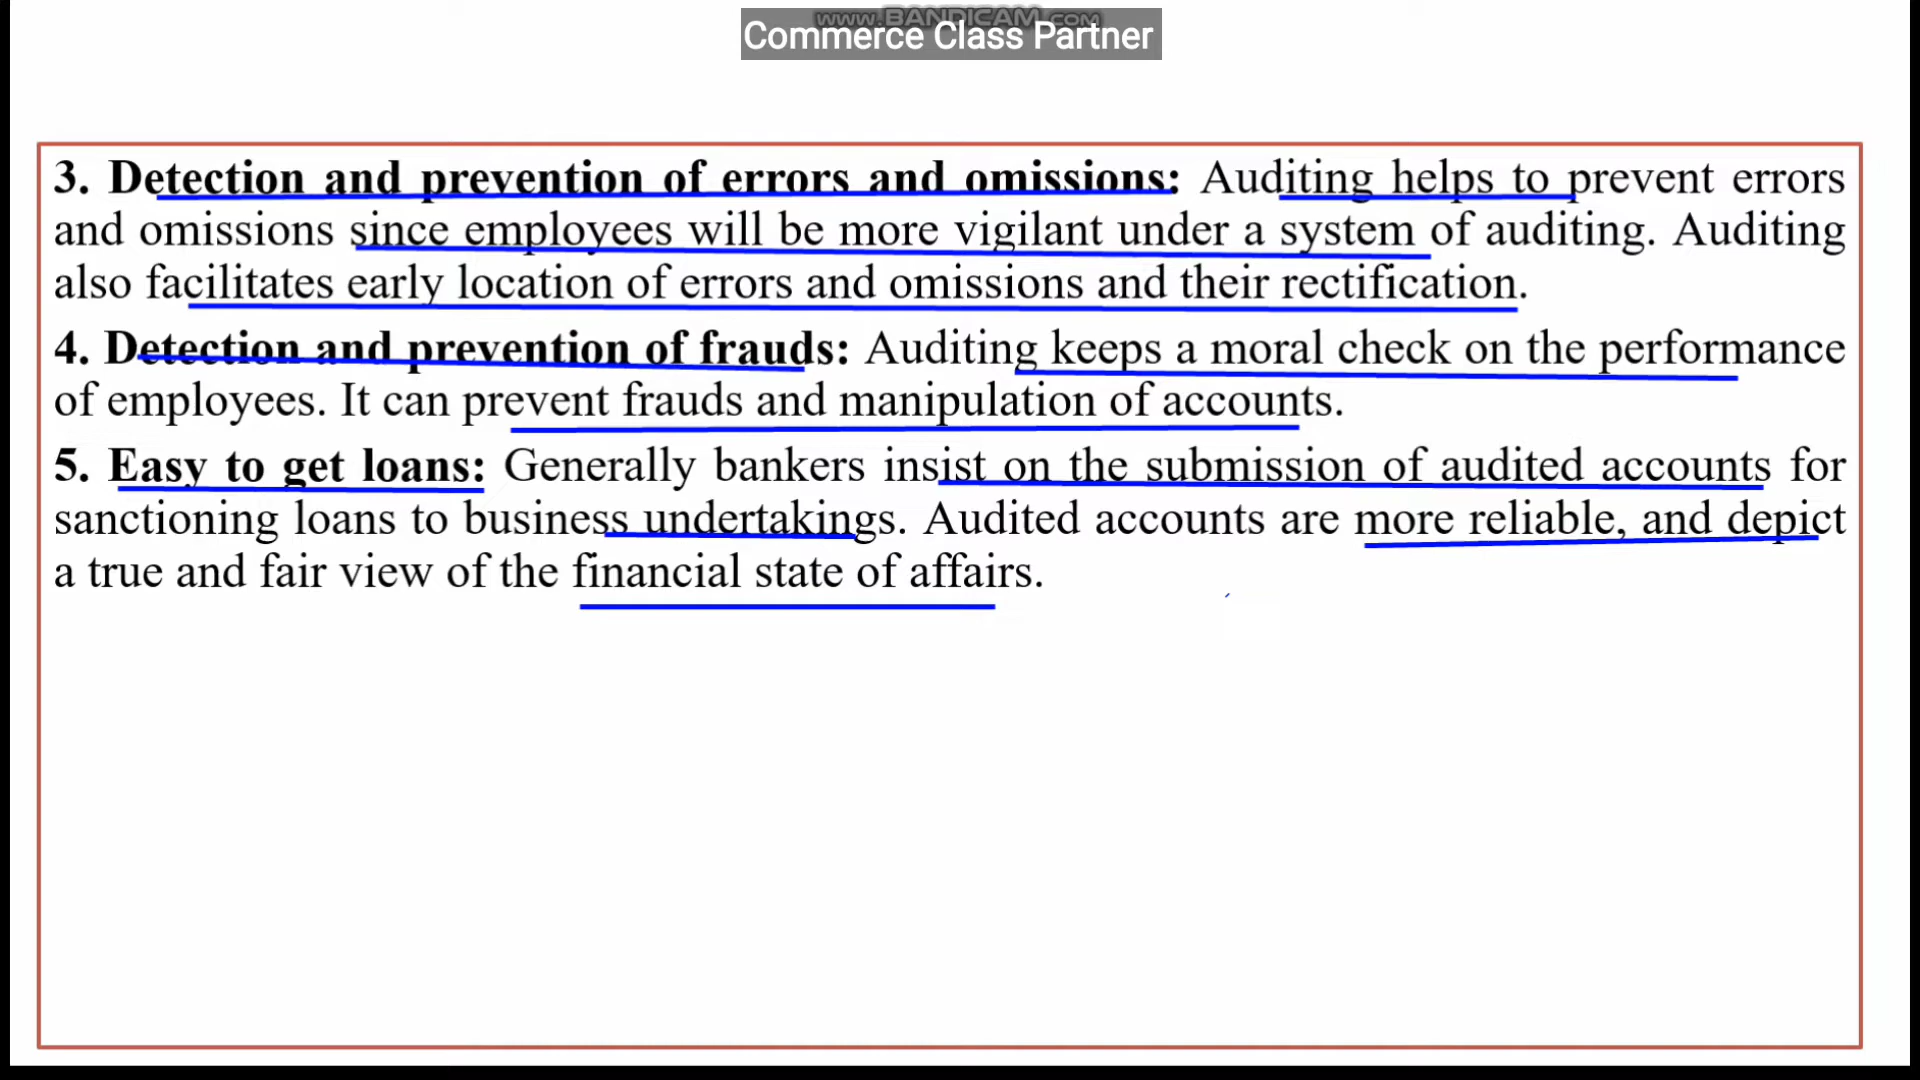 www.BANDICAM.COM
Commerce Class Partner
3. Detection and prevention of errors and omissions: Auditing helps to prevent errors
and omissions since employees will be more vigilant under a system of auditing. Auditing
also facilitates early location of errors and omissions and their rectification.
4. Detection and prevention of frauds: Auditing keeps a moral check on the performance
of employees. It can prevent frauds and manipulation of accounts.
5. Easy to get loans: Generally bankers insist on the submission of audited accounts for
sanctioning loans to business undertakings. Audited accounts are more reliable, and depict
a true and fair view of the financial state of affairs.